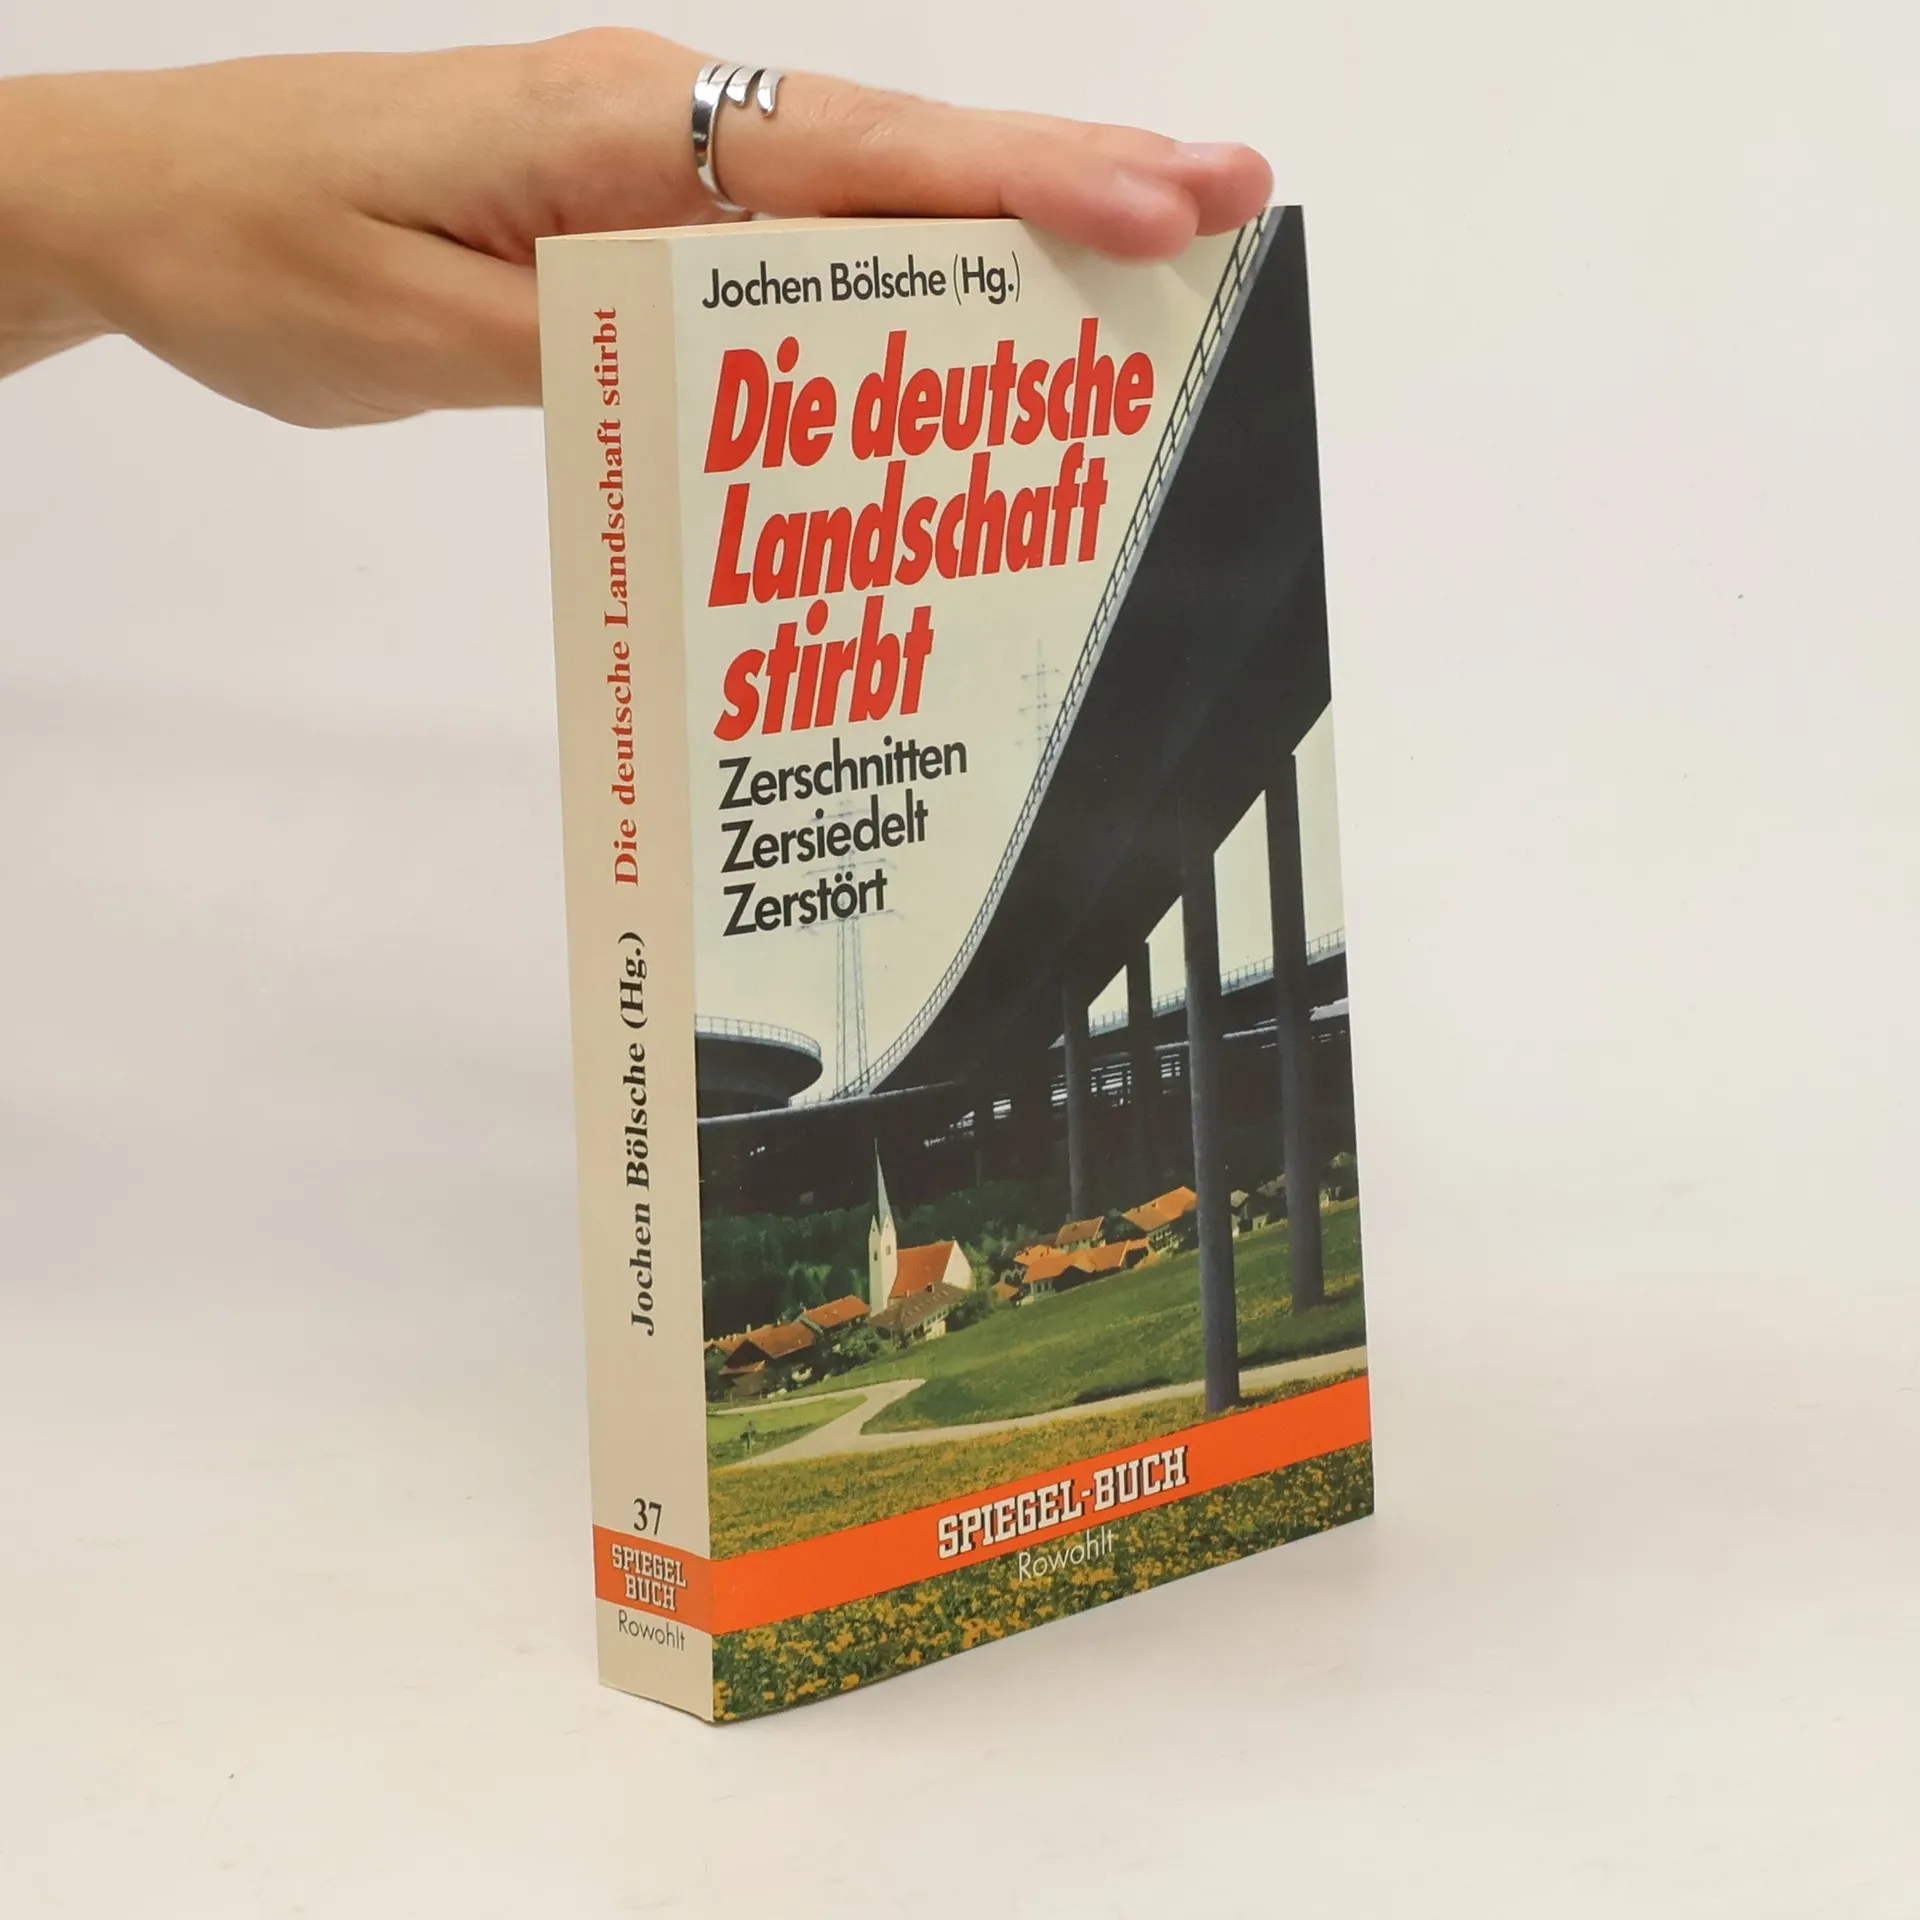 Jochen Bölsche (Hg.)
Die deutsche
Landschaft
stirbt
Zerschnitten
Zersiedelt
Zerstört
SPIEGEL-BUCH
Rowohlt
Jochen Bölsche (Hg.) Die deutsche Landschaft stirbt
37
SPIEGEL
BUCH
Rowohlt